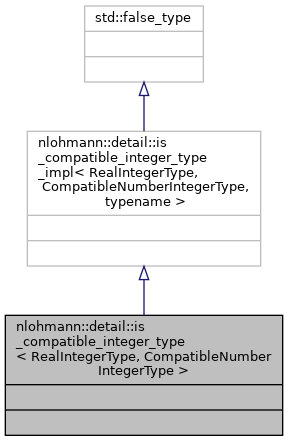 std::false_type
nlohmann::detail::is
_compatible_integer_type
_impl< RealIntegerType,
CompatibleNumberIntegerType,
typename >
nlohmann::detail::is
_compatible_integer_type
< RealIntegerType, CompatibleNumber
IntegerType >